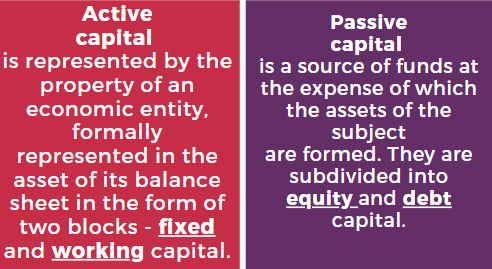 Active
capital
is represented by the
property of an
economic entity,
formally
represented in the
asset of its balance
sheet in the form of
two blocks - fixed
and working capital.
Passive
capital
is a source of funds at
the expense of which
the assets of the
subject
are formed. They are
subdivided into
equity and debt
capital.